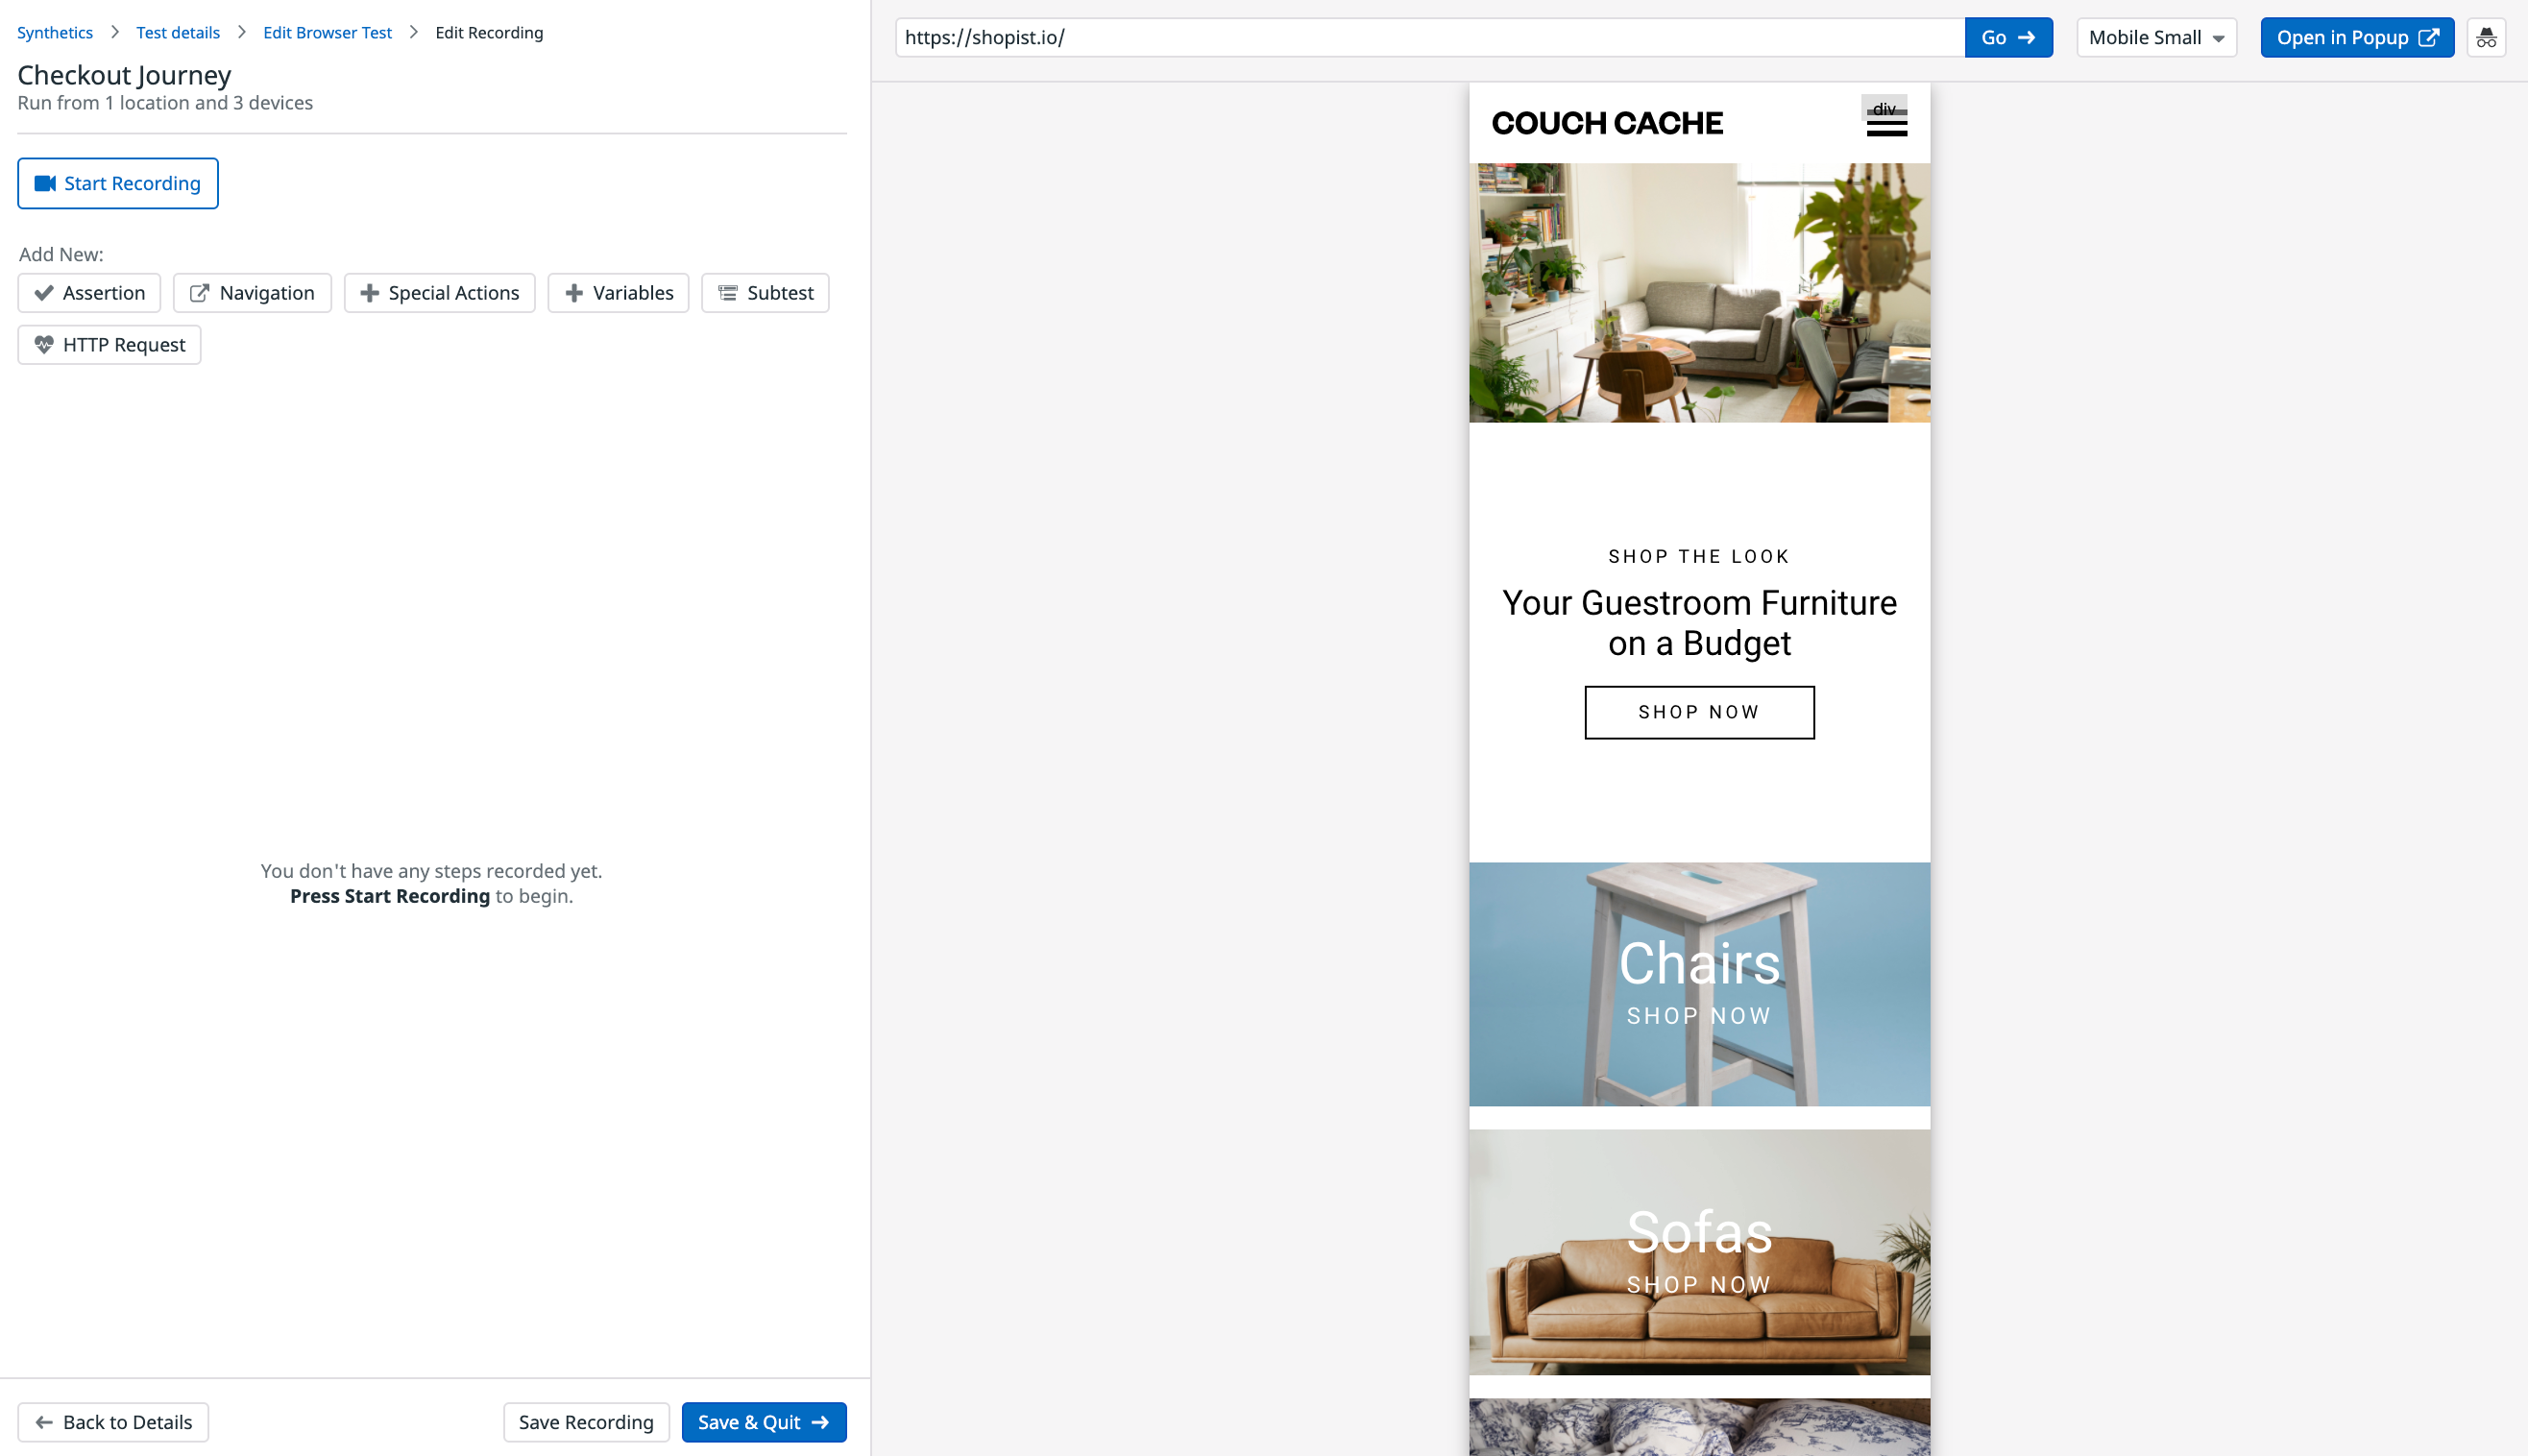 Synthetics > Test details > Edit Browser Test > Edit Recording
Checkout Journey
Run from 1 location and 3 devices
Start Recording
Add New:
Assertion Navigation Special Actions Variables Subtest
HTTP Request
You don't have any steps recorded yet.
Press Start Recording to begin.
Back to Details Save Recording Save & Quit
https://shopist.io/ Go Mobile Small Open in Popup
div
COUCH CACHE
SHOP THE LOOK
Your Guestroom Furniture
on a Budget
SHOP NOW
Chairs
SHOP NOW
Sofas
SHOP NOW